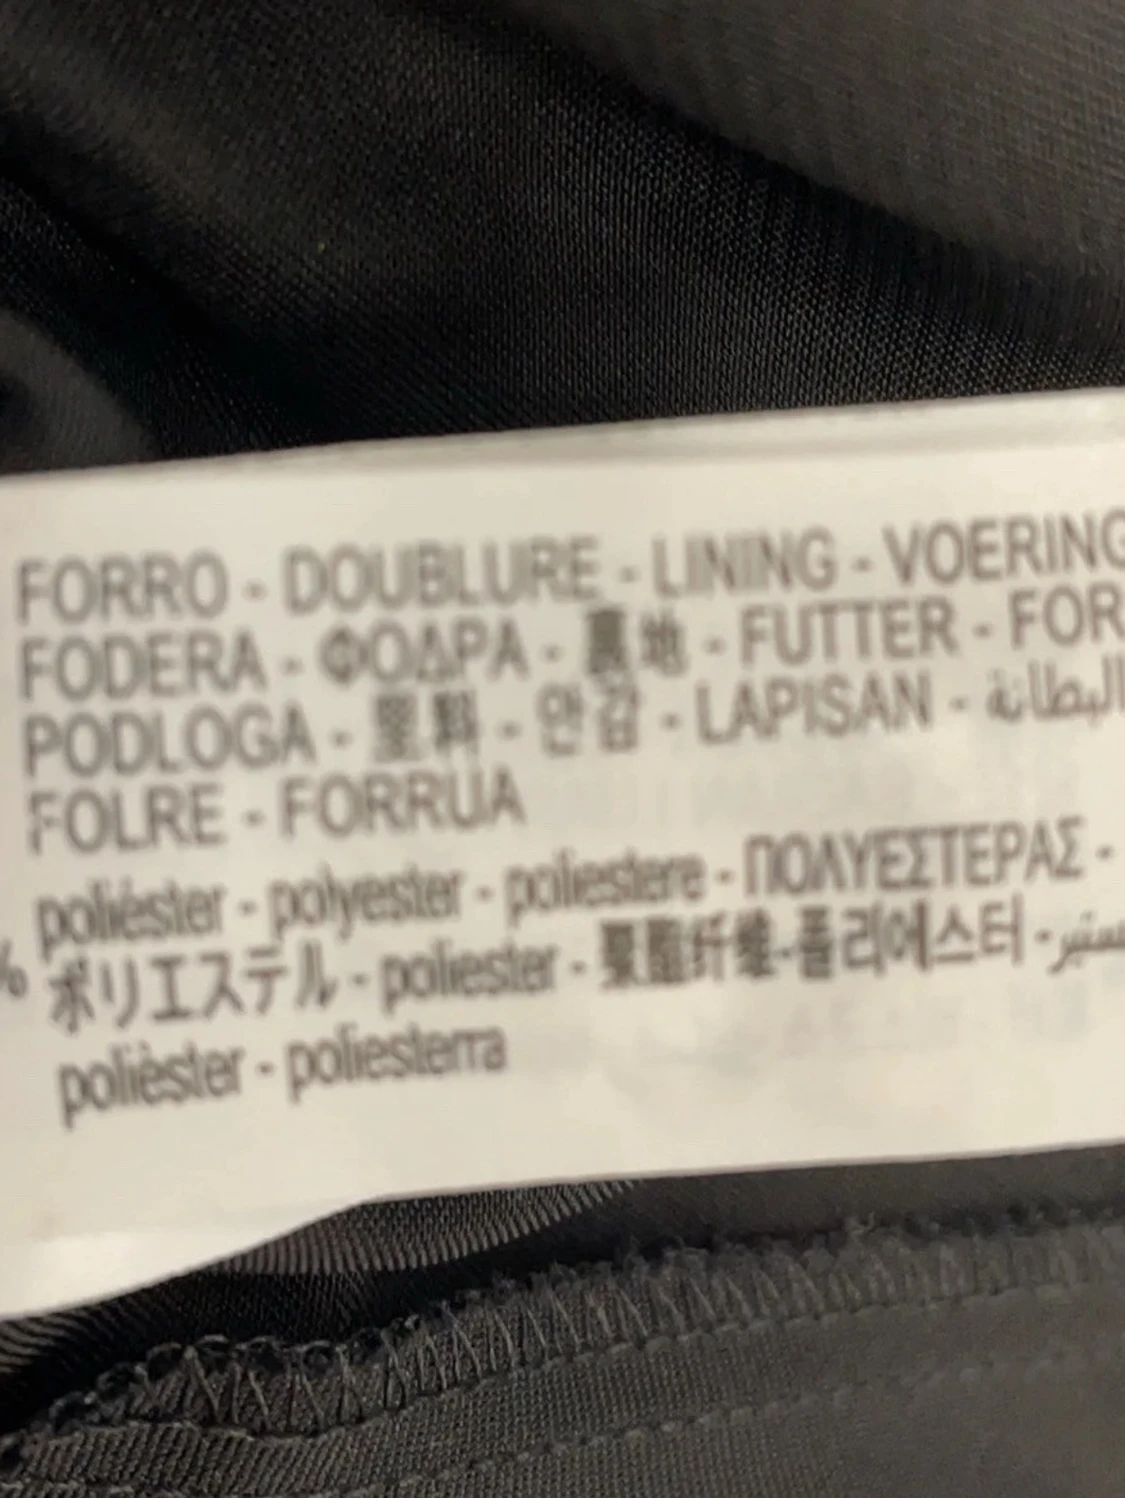 FORRO - DOUBLURE - LINING - VOERING
FODERA - ΦΟΔΡΑ - 裏地 - FUTTER - FOR
PODLOGA - 里料 - 안감 - LAPISAN - البطانة
FOLRE - FORRUA
poliéster - polyester - poliestere - ΠΟΛΥΕΣΤΕΡΑΣ -
% ポリエステル - poliester - 聚酯纤维 - 폴리에스터 -
polièster - poliesterra